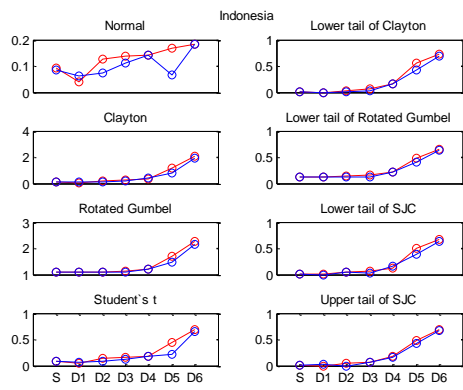 Indonesia
Normal
0.2
0.1
0
Lower tail of Clayton
1
0.5
0
Clayton
4
2
0
Lower tail of Rotated Gumbel
1
0.5
0
Rotated Gumbel
3
2
1
Lower tail of SJC
1
0.5
0
Student`s t
1
0.5
0
S D1 D2 D3 D4 D5 D6
Upper tail of SJC
1
0.5
0
S D1 D2 D3 D4 D5 D6